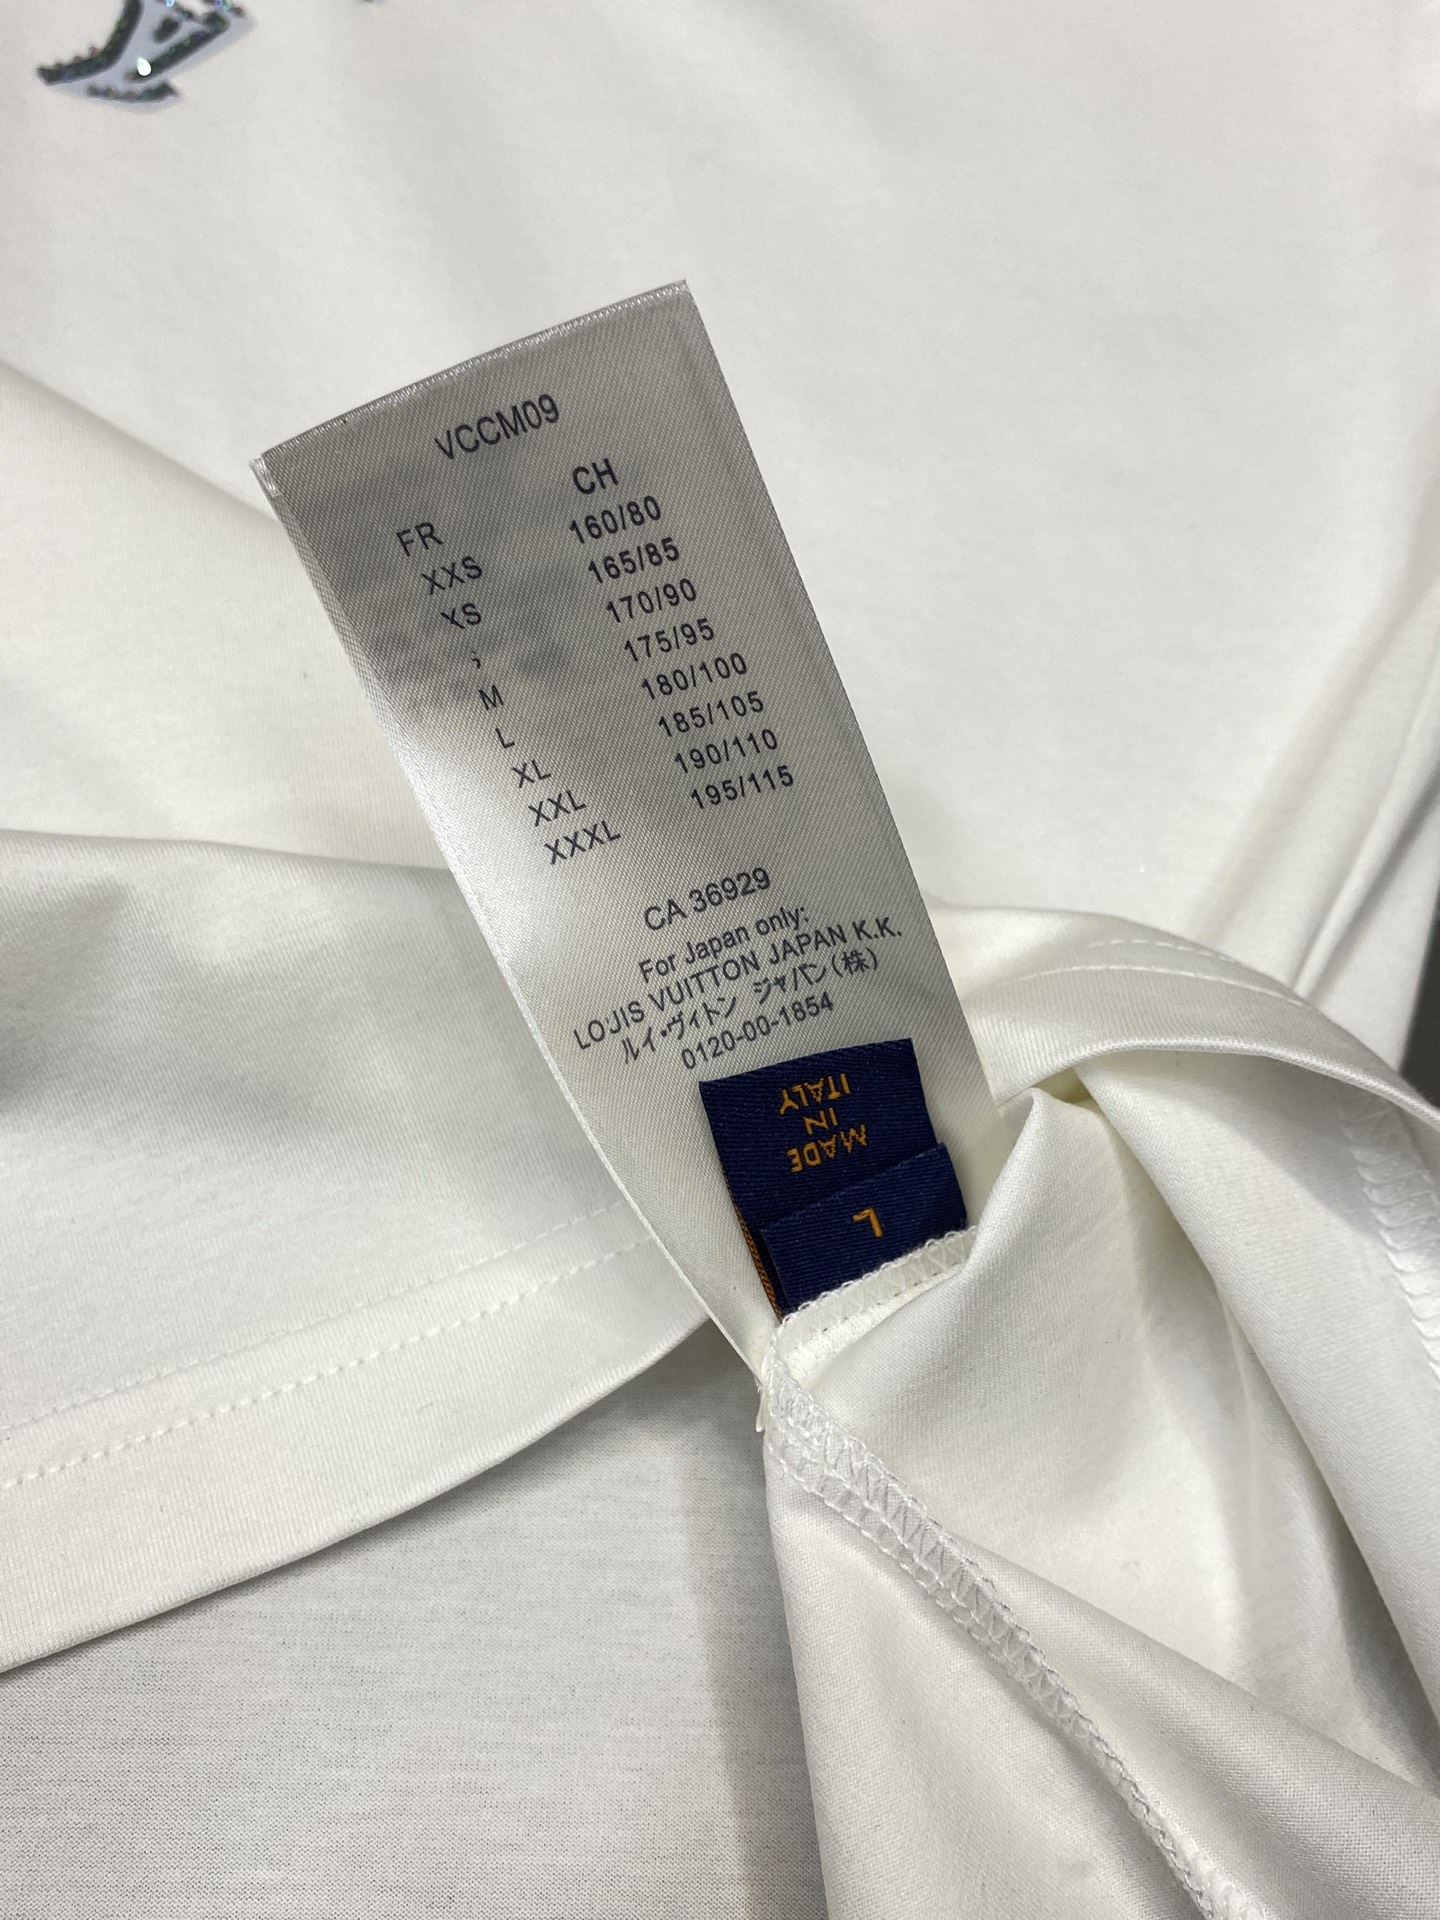 VCCM09
FR CH
XXS 160/80
XS 165/85
170/90
M 175/95
L 180/100
XL 185/105
XXL 190/110
XXXL 195/115
CA 36929
For Japan only:
LOUIS VUITTON JAPAN K.K.
ルイ・ヴィトン ジャパン(株)
0120-00-1854
MADE
IN
ITALY
L